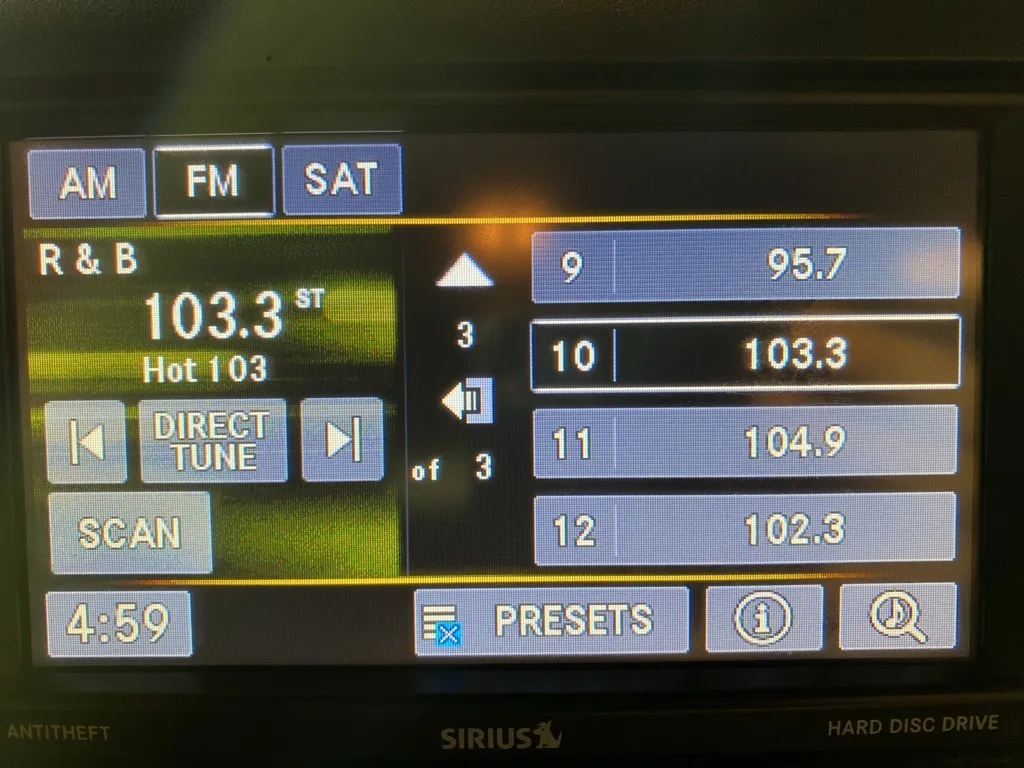 AM FM SAT
R & B
103.3 ST
Hot 103
DIRECT
TUNE
SCAN
4:59
3
of 3
9 95.7
10 103.3
11 104.9
12 102.3
PRESETS
i
ANTITHEFT
SIRIUS
HARD DISC DRIVE